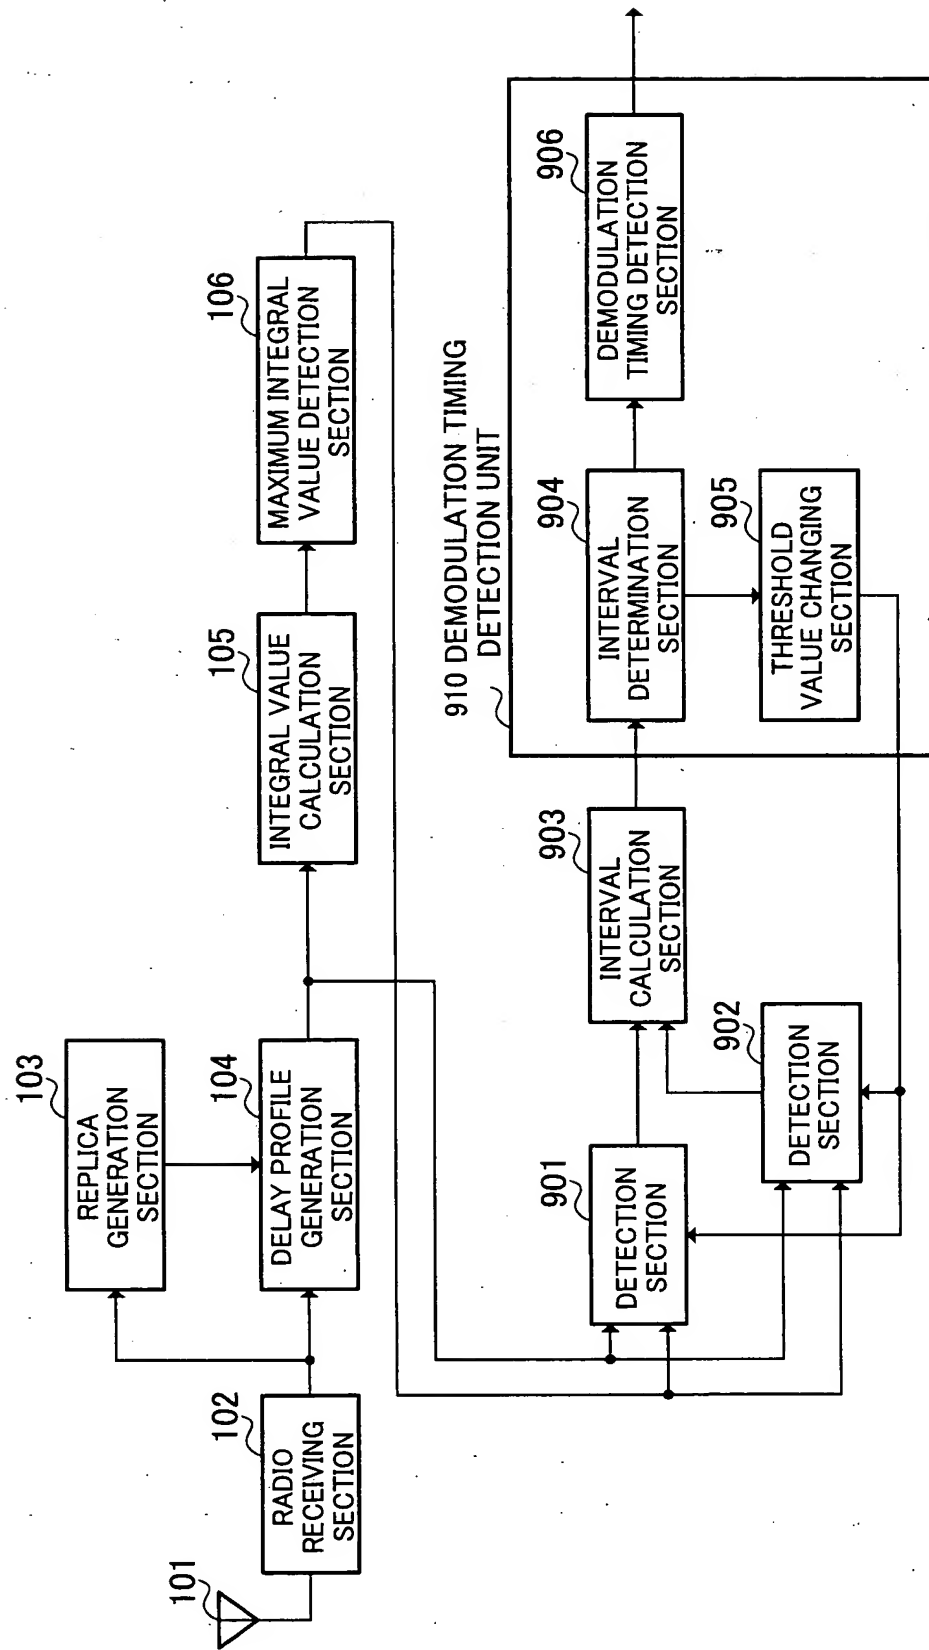 101
102
RADIO
RECEIVING
SECTION
103
REPLICA
GENERATION
SECTION
104
DELAY PROFILE
GENERATION
SECTION
105
INTEGRAL VALUE
CALCULATION
SECTION
106
MAXIMUM INTEGRAL
VALUE DETECTION
SECTION
901
DETECTION
SECTION
902
DETECTION
SECTION
903
INTERVAL
CALCULATION
SECTION
910 DEMODULATION TIMING
DETECTION UNIT
904
INTERVAL
DETERMINATION
SECTION
905
THRESHOLD
VALUE CHANGING
SECTION
906
DEMODULATION
TIMING DETECTION
SECTION